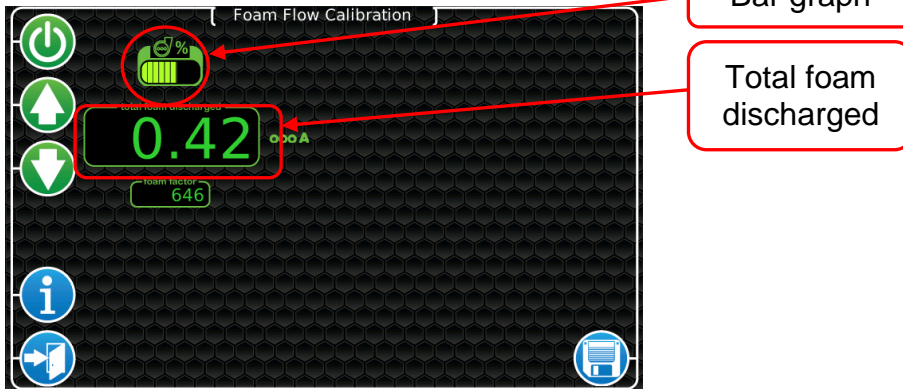 Foam Flow Calibration
Bar graph
%
total foam discharged
0.42
A
Total foam
discharged
foam factor
646
i